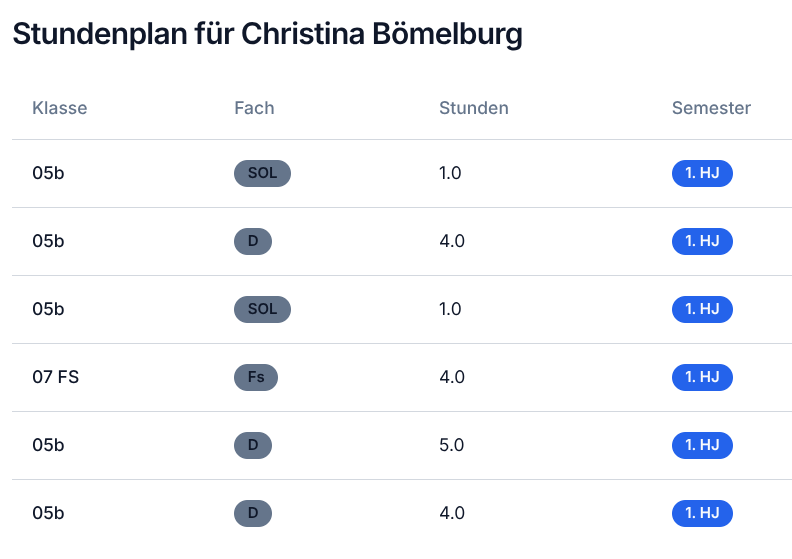 Stundenplan für Christina Bömelburg
Klasse Fach Stunden Semester
05b SOL 1.0 1. HJ
05b D 4.0 1. HJ
05b SOL 1.0 1. HJ
07 FS Fs 4.0 1. HJ
05b D 5.0 1. HJ
05b D 4.0 1. HJ